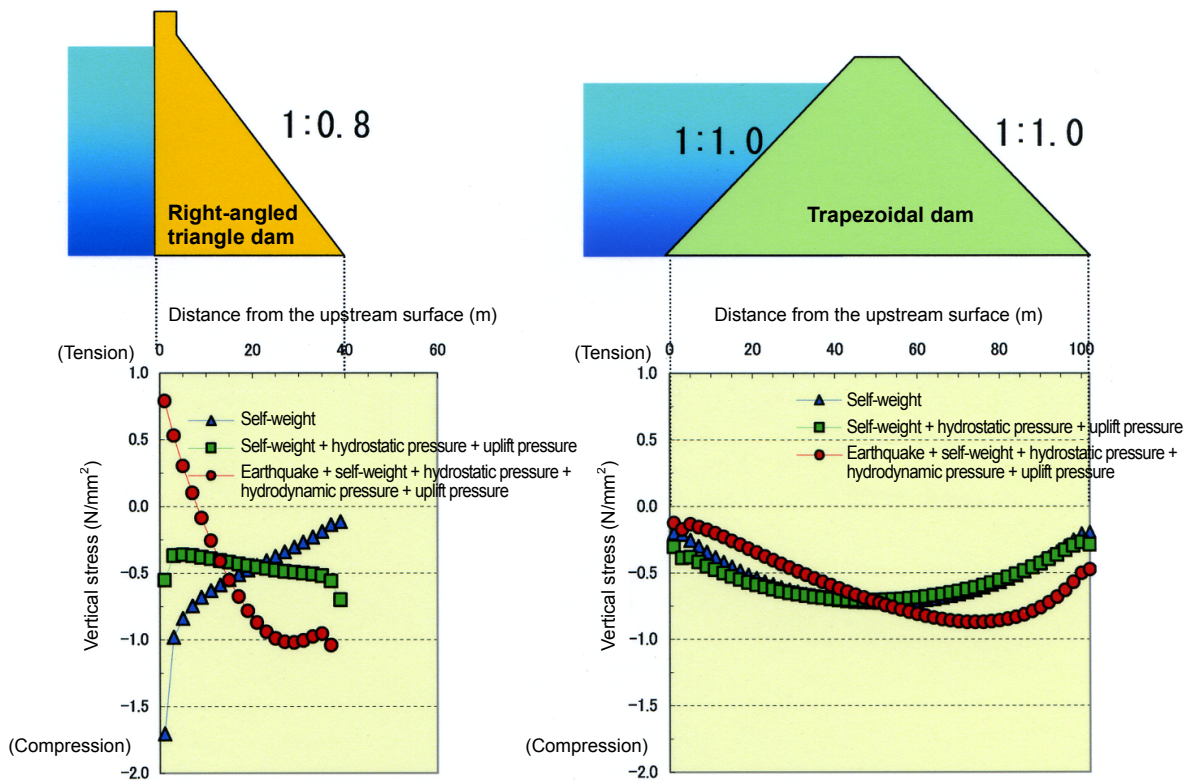 1:0.8
Right-angled
triangle dam
Distance from the upstream surface (m)
(Tension)
0 20 40 60
1.0
0.5
0.0
-0.5
-1.0
-1.5
-2.0
Vertical stress (N/mm²)
(Compression)
Self-weight
Self-weight + hydrostatic pressure + uplift pressure
Earthquake + self-weight + hydrostatic pressure +
hydrodynamic pressure + uplift pressure
1:1.0
1:1.0
Trapezoidal dam
Distance from the upstream surface (m)
(Tension)
0 20 40 60 80 100
1.0
0.5
0.0
-0.5
-1.0
-1.5
-2.0
Vertical stress (N/mm²)
(Compression)
Self-weight
Self-weight + hydrostatic pressure + uplift pressure
Earthquake + self-weight + hydrostatic pressure +
hydrodynamic pressure + uplift pressure